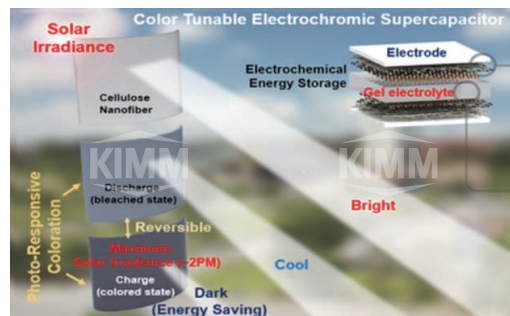 Color Tunable Electrochromic Supercapacitor
Solar
Irradiance
Electrode
Electrochemical
Energy Storage
Gel electrolyte
Cellulose
Nanofiber
KIMM
KIMM
Photo-Responsive
Coloration
Discharge
(bleached state)
Reversible
Bright
Maximum
Solar Irradiance (~2PM)
Cool
Charge
(colored state)
Dark
(Energy Saving)